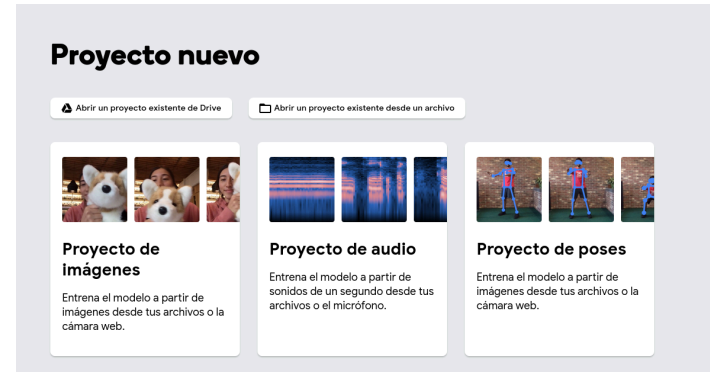 Proyecto nuevo
Abrir un proyecto existente de Drive
Abrir un proyecto existente desde un archivo
Proyecto de
imágenes
Entrena el modelo a partir de
imágenes desde tus archivos o la
cámara web.
Proyecto de audio
Entrena el modelo a partir de
sonidos de un segundo desde tus
archivos o el micrófono.
Proyecto de poses
Entrena el modelo a partir de
imágenes desde tus archivos o la
cámara web.